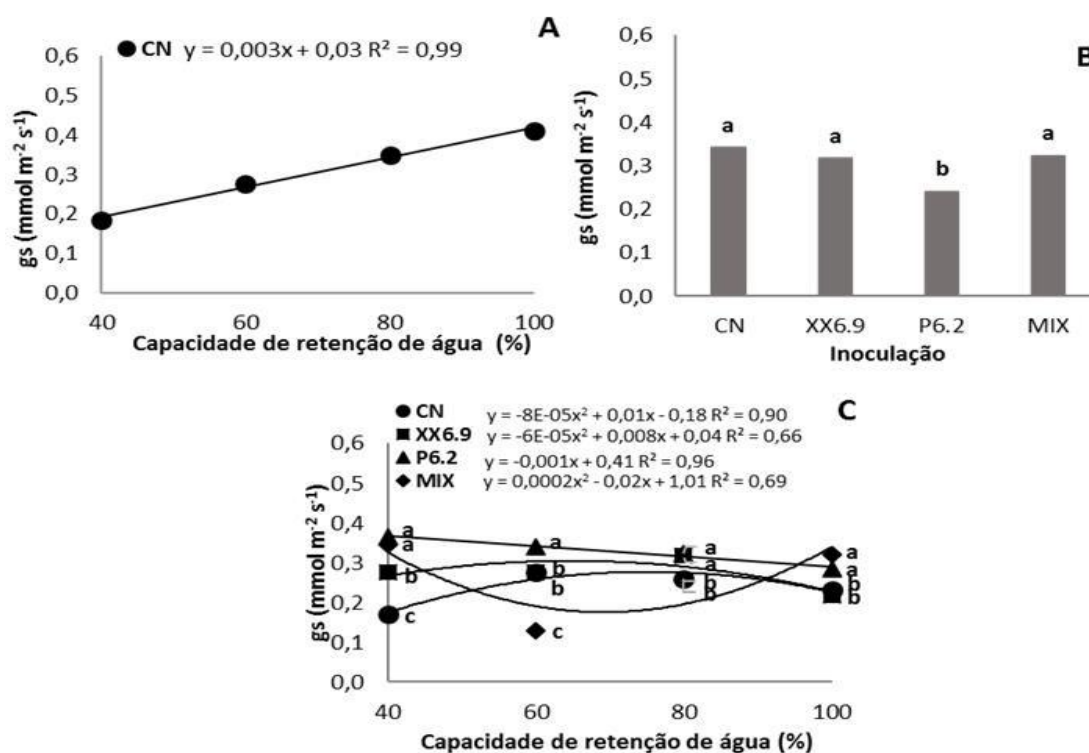 A
CN y = 0,003x + 0,03 R² = 0,99
0,6
0,5
0,4
0,3
0,2
0,1
0,0
gs (mmol m⁻² s⁻¹)
40 60 80 100
Capacidade de retenção de água (%)
B
0,6
0,5
0,4
0,3
0,2
0,1
0,0
gs (mmol m⁻² s⁻¹)
a a b a
CN XX6.9 P6.2 MIX
Inoculação
C
CN y = -8E-05x² + 0,01x - 0,18 R² = 0,90
XX6.9 y = -6E-05x² + 0,008x + 0,04 R² = 0,66
P6.2 y = -0,001x + 0,41 R² = 0,96
MIX y = 0,0002x² - 0,02x + 1,01 R² = 0,69
0,6
0,5
0,4
0,3
0,2
0,1
0,0
gs (mmol m⁻² s⁻¹)
a a b c
a b b c
a a b b
a a b b
40 60 80 100
Capacidade de retenção de água (%)